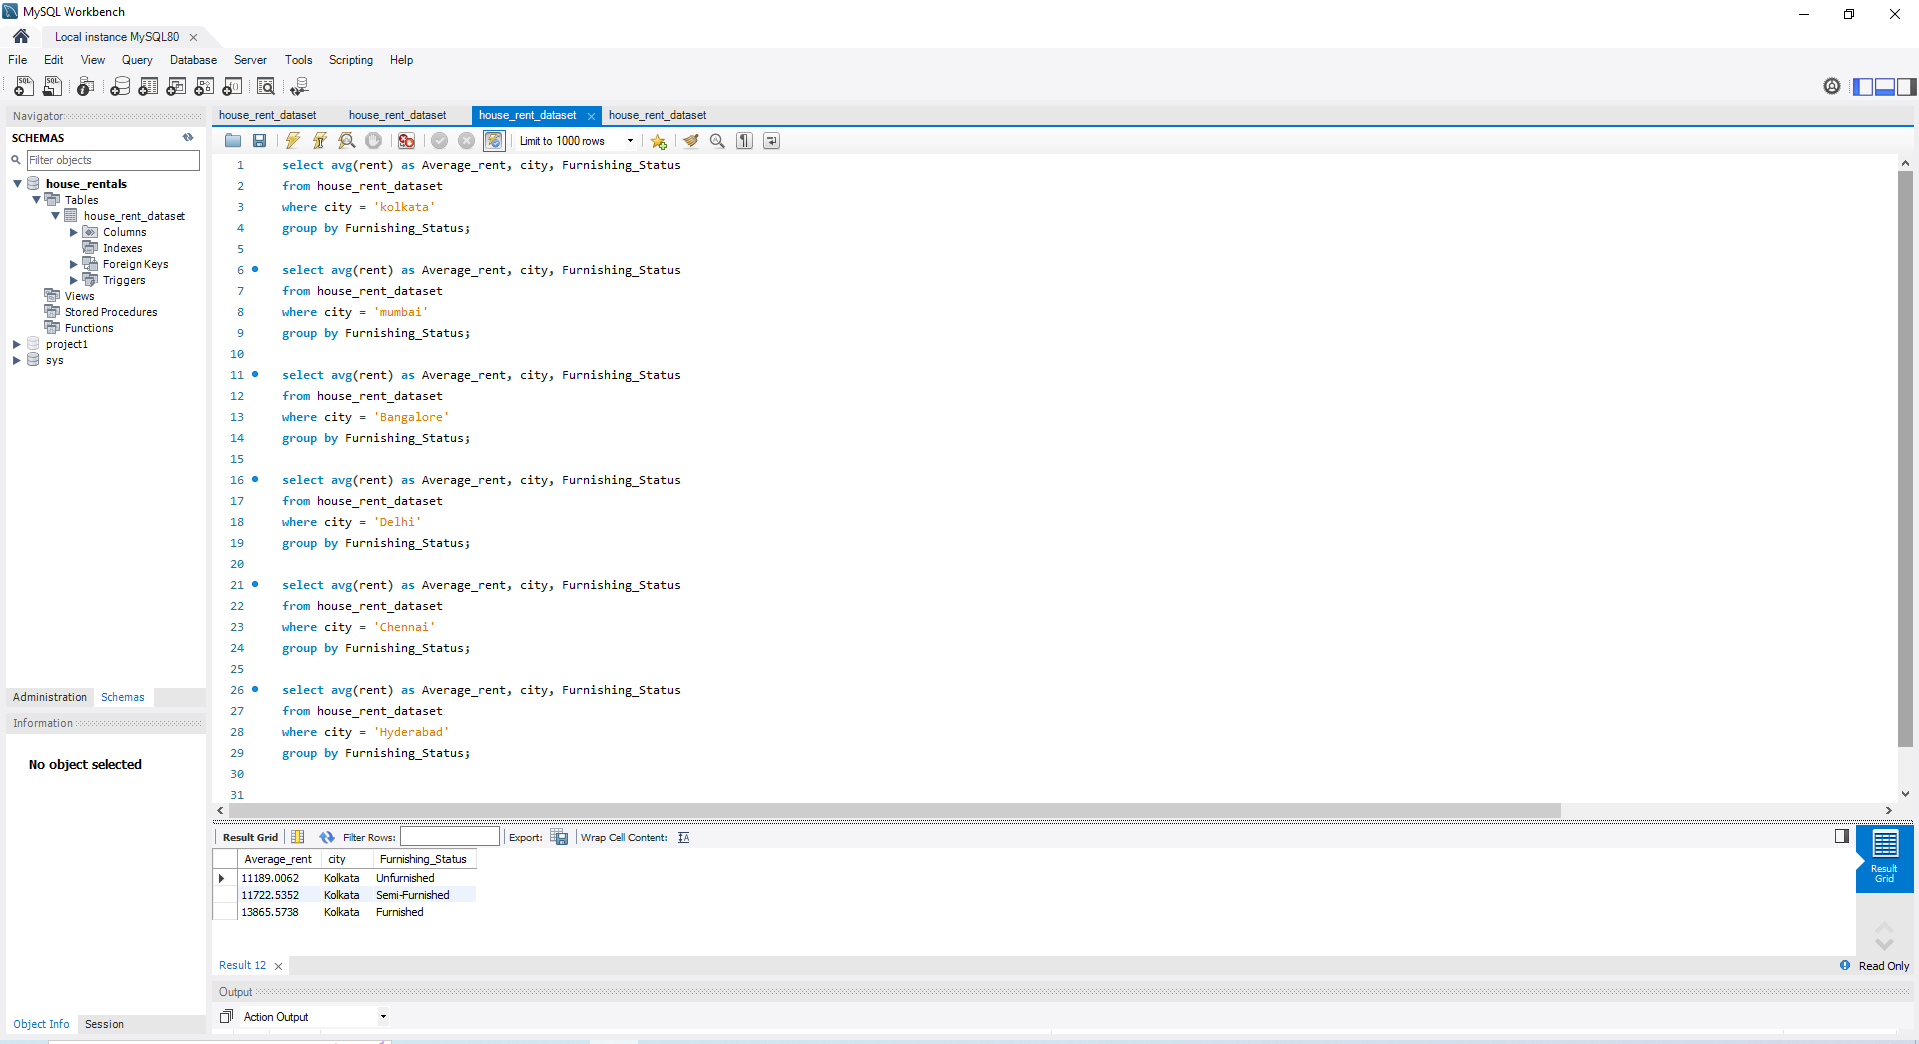 MySQL Workbench
Local instance MySQL80
File Edit View Query Database Server Tools Scripting Help
Navigator
SCHEMAS
Filter objects
house_rentals
Tables
house_rent_dataset
Columns
Indexes
Foreign Keys
Triggers
Views
Stored Procedures
Functions
project1
sys
Administration Schemas
Information
No object selected
Object Info Session
house_rent_dataset house_rent_dataset house_rent_dataset house_rent_dataset
Limit to 1000 rows
1 select avg(rent) as Average_rent, city, Furnishing_Status
2 from house_rent_dataset
3 where city = 'kolkata'
4 group by Furnishing_Status;
5
6 select avg(rent) as Average_rent, city, Furnishing_Status
7 from house_rent_dataset
8 where city = 'mumbai'
9 group by Furnishing_Status;
10
11 select avg(rent) as Average_rent, city, Furnishing_Status
12 from house_rent_dataset
13 where city = 'Bangalore'
14 group by Furnishing_Status;
15
16 select avg(rent) as Average_rent, city, Furnishing_Status
17 from house_rent_dataset
18 where city = 'Delhi'
19 group by Furnishing_Status;
20
21 select avg(rent) as Average_rent, city, Furnishing_Status
22 from house_rent_dataset
23 where city = 'Chennai'
24 group by Furnishing_Status;
25
26 select avg(rent) as Average_rent, city, Furnishing_Status
27 from house_rent_dataset
28 where city = 'Hyderabad'
29 group by Furnishing_Status;
30
31
Result Grid Filter Rows: Export: Wrap Cell Content:
Average_rent city Furnishing_Status
11189.0062 Kolkata Unfurnished
11722.5352 Kolkata Semi-Furnished
13865.5738 Kolkata Furnished
Result
Grid
Result 12
Read Only
Output
Action Output